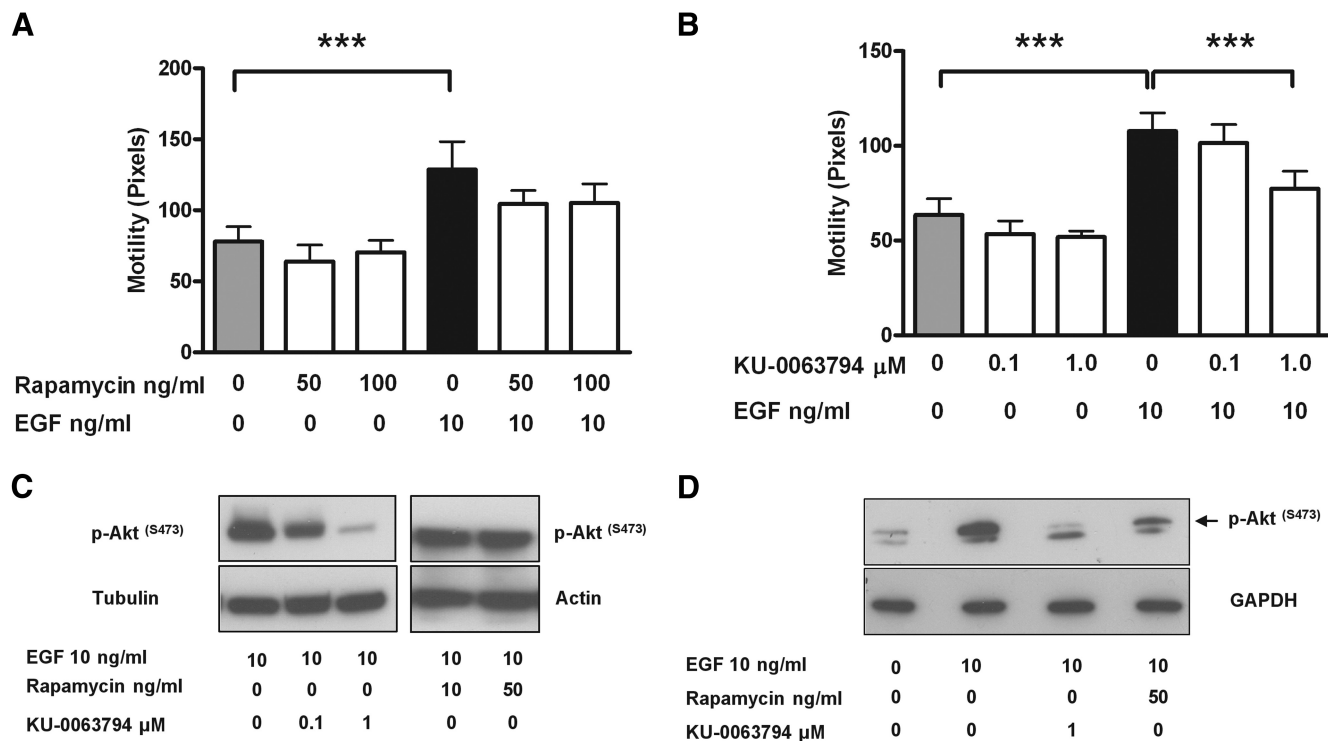 A
***
200
150
100
50
0
Motility (Pixels)
Rapamycin ng/ml 0 50 100 0 50 100
EGF ng/ml 0 0 0 10 10 10
B
*** ***
150
100
50
0
Motility (Pixels)
KU-0063794 µM 0 0.1 1.0 0 0.1 1.0
EGF ng/ml 0 0 0 10 10 10
C
p-Akt (S473) p-Akt (S473)
Tubulin Actin
EGF 10 ng/ml 10 10 10 10 10
Rapamycin ng/ml 0 0 0 10 50
KU-0063794 µM 0 0.1 1 0 0
D
p-Akt (S473)
GAPDH
EGF 10 ng/ml 0 10 10 10
Rapamycin ng/ml 0 0 0 50
KU-0063794 µM 0 0 1 0